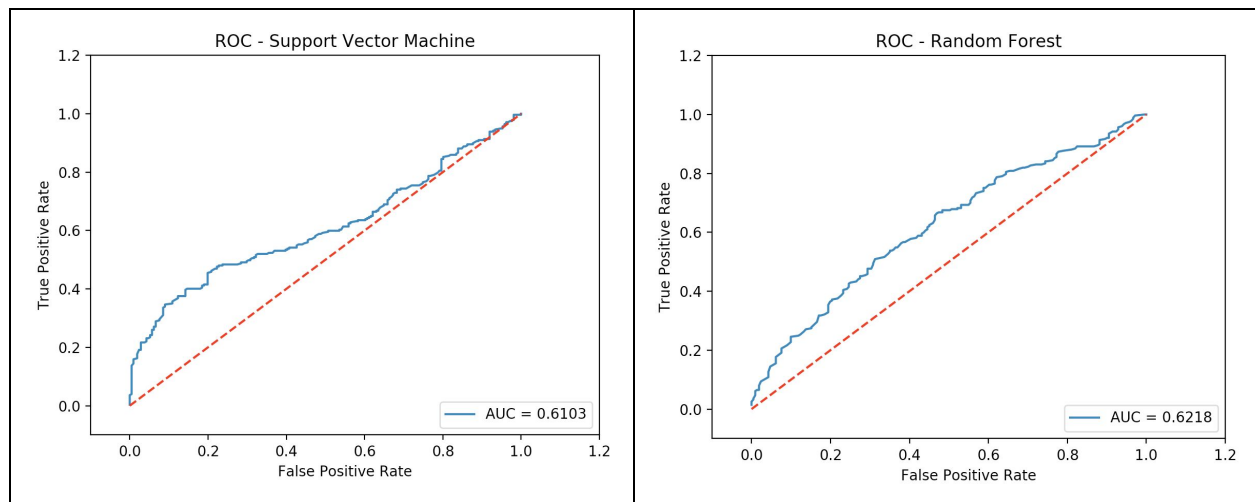 ROC - Support Vector Machine
1.2
1.0
0.8
0.6
0.4
0.2
0.0
True Positive Rate
AUC = 0.6103
0.0 0.2 0.4 0.6 0.8 1.0 1.2
False Positive Rate
ROC - Random Forest
1.2
1.0
0.8
0.6
0.4
0.2
0.0
True Positive Rate
AUC = 0.6218
0.0 0.2 0.4 0.6 0.8 1.0 1.2
False Positive Rate